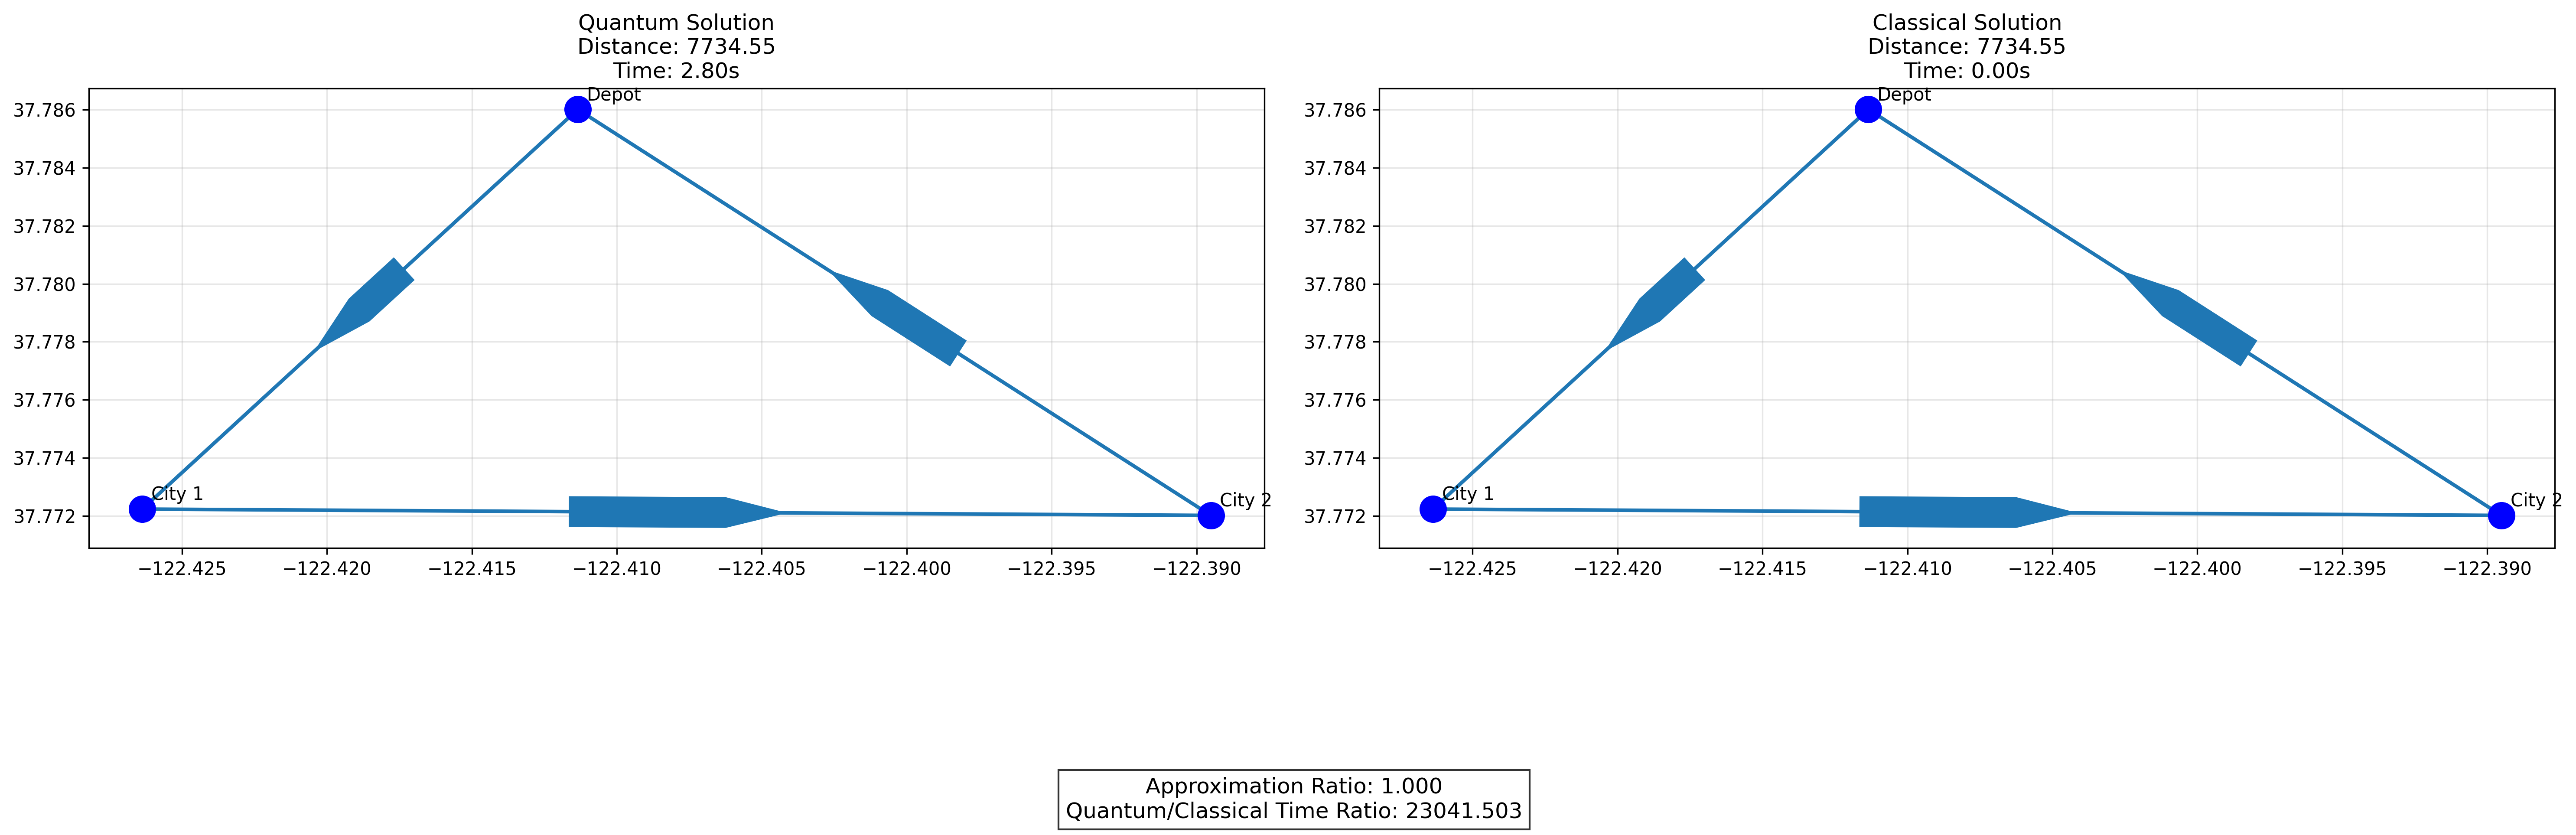 Quantum Solution
Distance: 7734.55
Time: 2.80s
37.786
37.784
37.782
37.780
37.778
37.776
37.774
37.772
Depot
City 1
City 2
−122.425 −122.420 −122.415 −122.410 −122.405 −122.400 −122.395 −122.390
Classical Solution
Distance: 7734.55
Time: 0.00s
37.786
37.784
37.782
37.780
37.778
37.776
37.774
37.772
Depot
City 1
City 2
−122.425 −122.420 −122.415 −122.410 −122.405 −122.400 −122.395 −122.390
Approximation Ratio: 1.000
Quantum/Classical Time Ratio: 23041.503